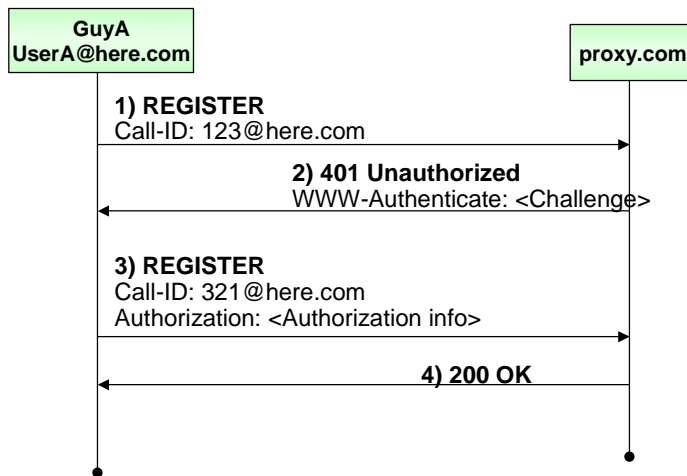 GuyA
UserA@here.com
proxy.com
1) REGISTER
Call-ID: 123@here.com
2) 401 Unauthorized
WWW-Authenticate: <Challenge>
3) REGISTER
Call-ID: 321@here.com
Authorization: <Authorization info>
4) 200 OK